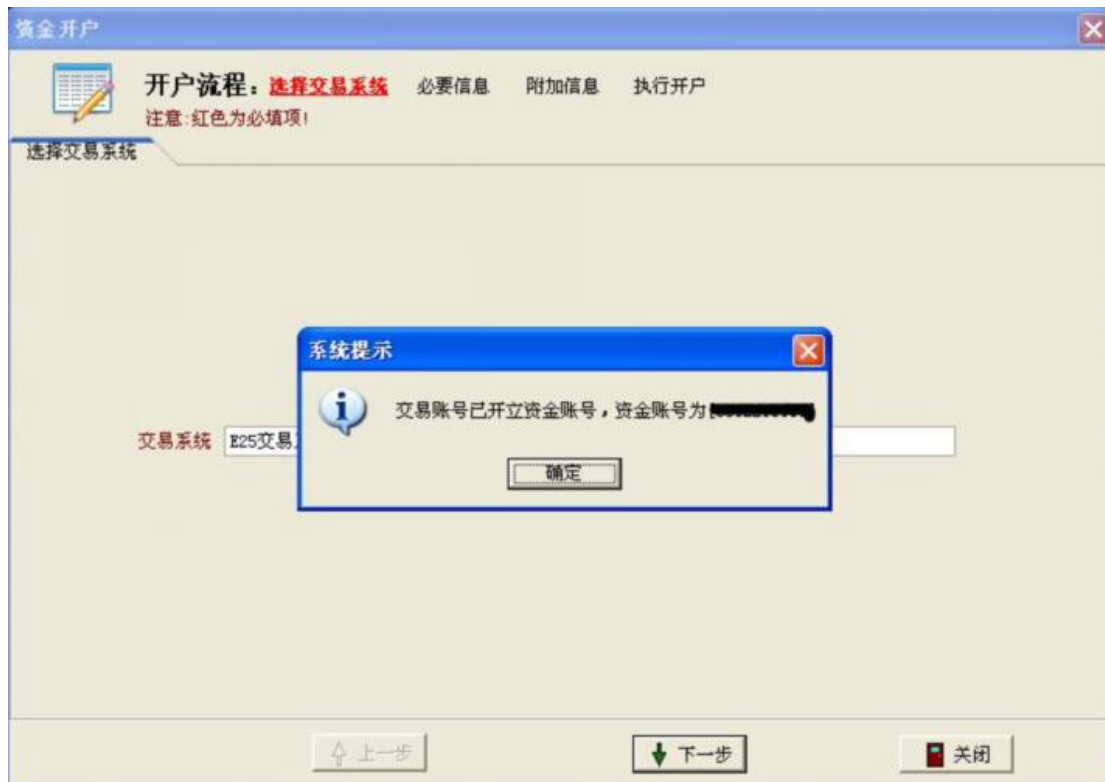 资金开户
开户流程：选择交易系统 必要信息 附加信息 执行开户
注意:红色为必填项!
选择交易系统
系统提示
交易账号已开立资金账号，资金账号为
确定
交易系统 E25交易
上一步 下一步 关闭